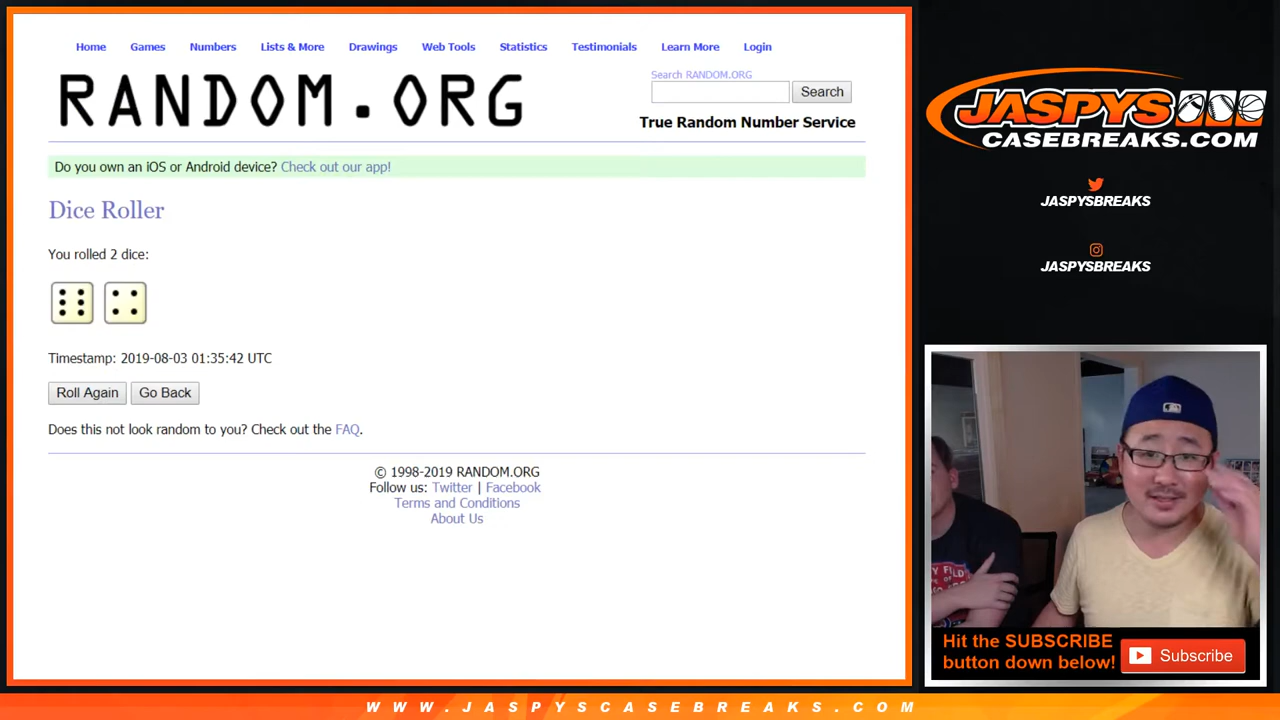 Home Games Numbers Lists & More Drawings Web Tools Statistics Testimonials Learn More Login
RANDOM.ORG
Search RANDOM.ORG
Search
True Random Number Service
Do you own an iOS or Android device? Check out our app!
Dice Roller
You rolled 2 dice:
Timestamp: 2019-08-03 01:35:42 UTC
Roll Again Go Back
Does this not look random to you? Check out the FAQ.
© 1998-2019 RANDOM.ORG
Follow us: Twitter | Facebook
Terms and Conditions
About Us
JASPYS
CASEBREAKS.COM
JASPYSBREAKS
JASPYSBREAKS
Hit the SUBSCRIBE
button down below!
Subscribe
WWW.JASPYSCASEBREAKS.COM